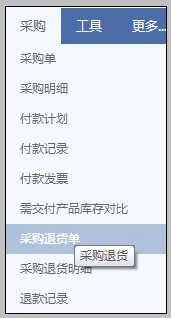 采购 工具 更多...
采购单
采购明细
付款计划
付款记录
付款发票
需交付产品库存对比
采购退货单
采购退货
采购退货明细
退款记录